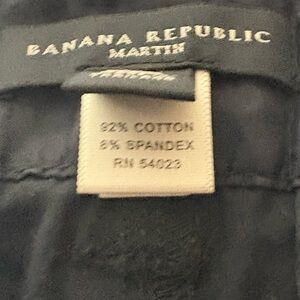 BANANA REPUBLIC
MARTIN
92% COTTON
8% SPANDEX
RN 54023